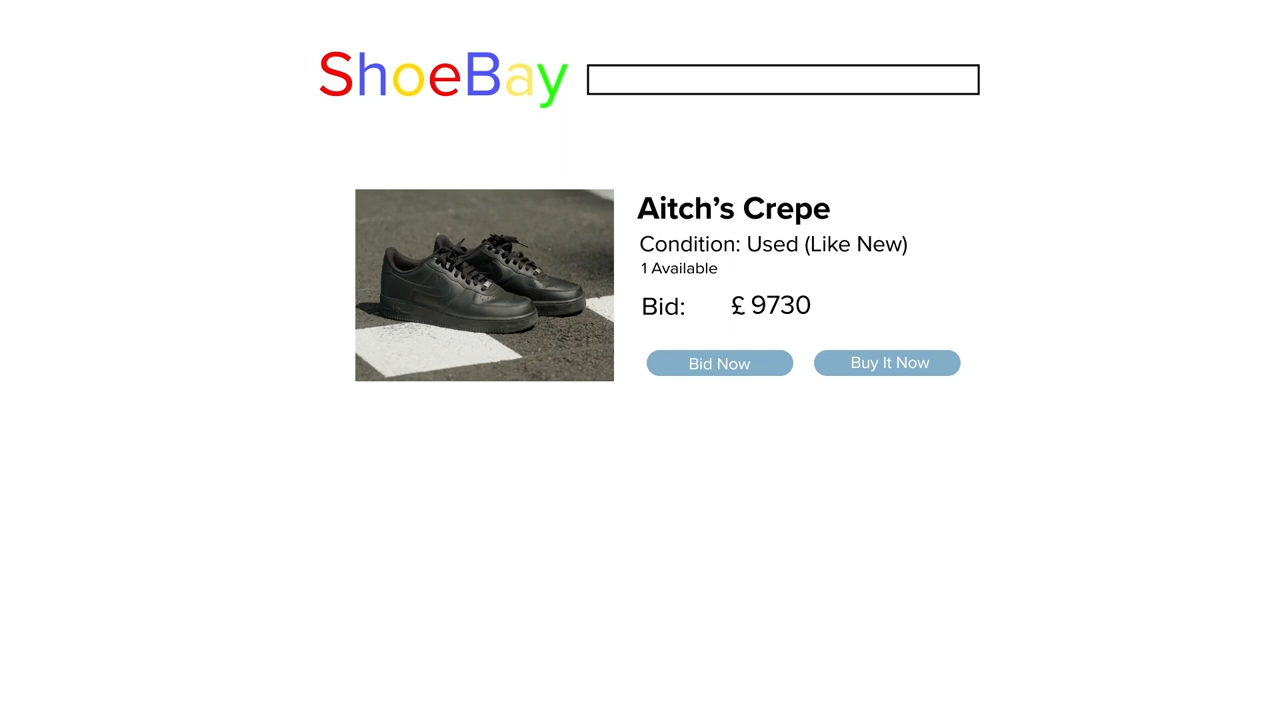 ShoeBay
Aitch’s Crepe
Condition: Used (Like New)
1 Available
Bid: £ 9730
Bid Now
Buy It Now